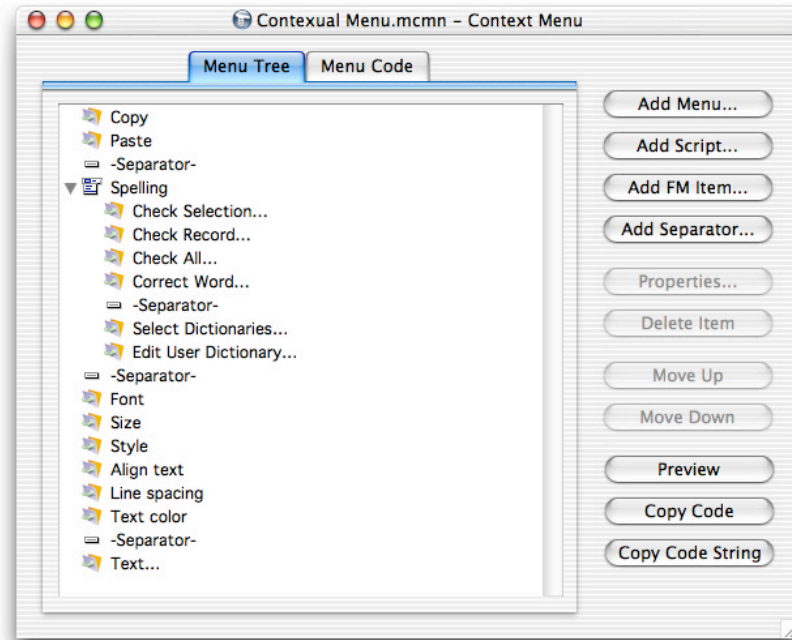 Contexual Menu.mcmn – Context Menu
Menu Tree
Menu Code
Copy
Paste
-Separator-
Spelling
Check Selection...
Check Record...
Check All...
Correct Word...
-Separator-
Select Dictionaries...
Edit User Dictionary...
-Separator-
Font
Size
Style
Align text
Line spacing
Text color
-Separator-
Text...
Add Menu...
Add Script...
Add FM Item...
Add Separator...
Properties...
Delete Item
Move Up
Move Down
Preview
Copy Code
Copy Code String